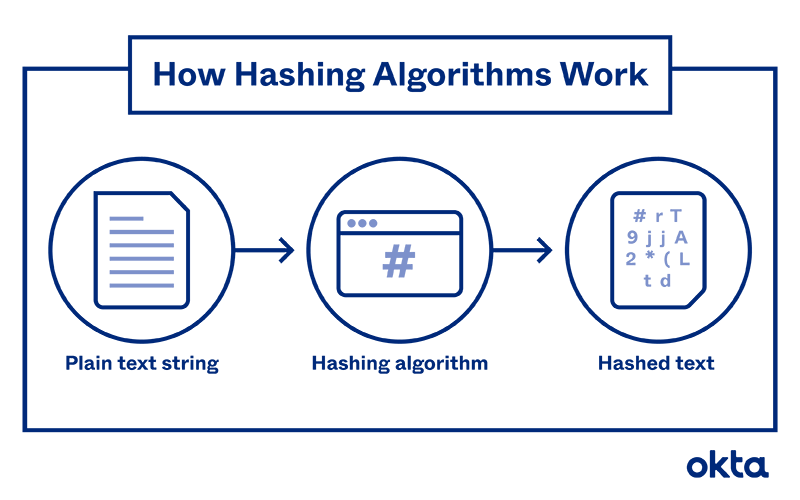 How Hashing Algorithms Work
#
# r T
9 j j A
2 * ( L
t d
Plain text string
Hashing algorithm
Hashed text
okta